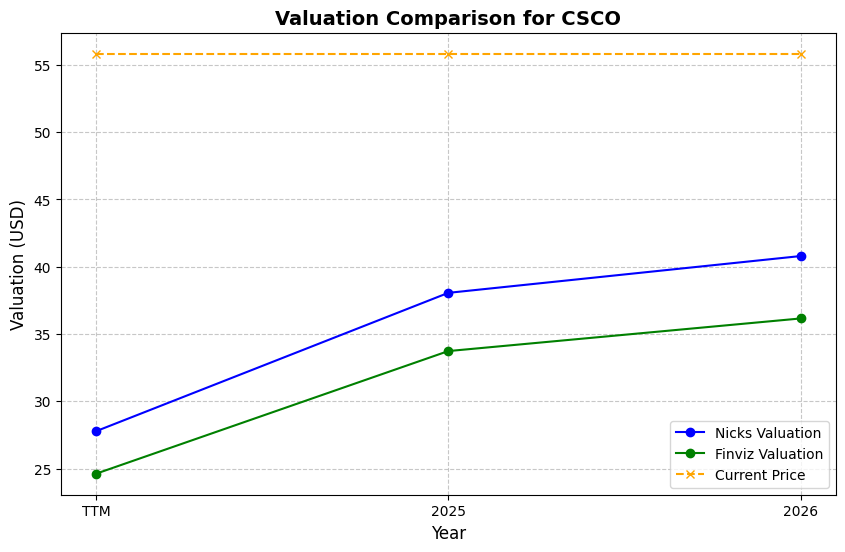 Valuation Comparison for CSCO
Valuation (USD)
55
50
45
40
35
30
25
TTM
2025
2026
Year
Nicks Valuation
Finviz Valuation
Current Price